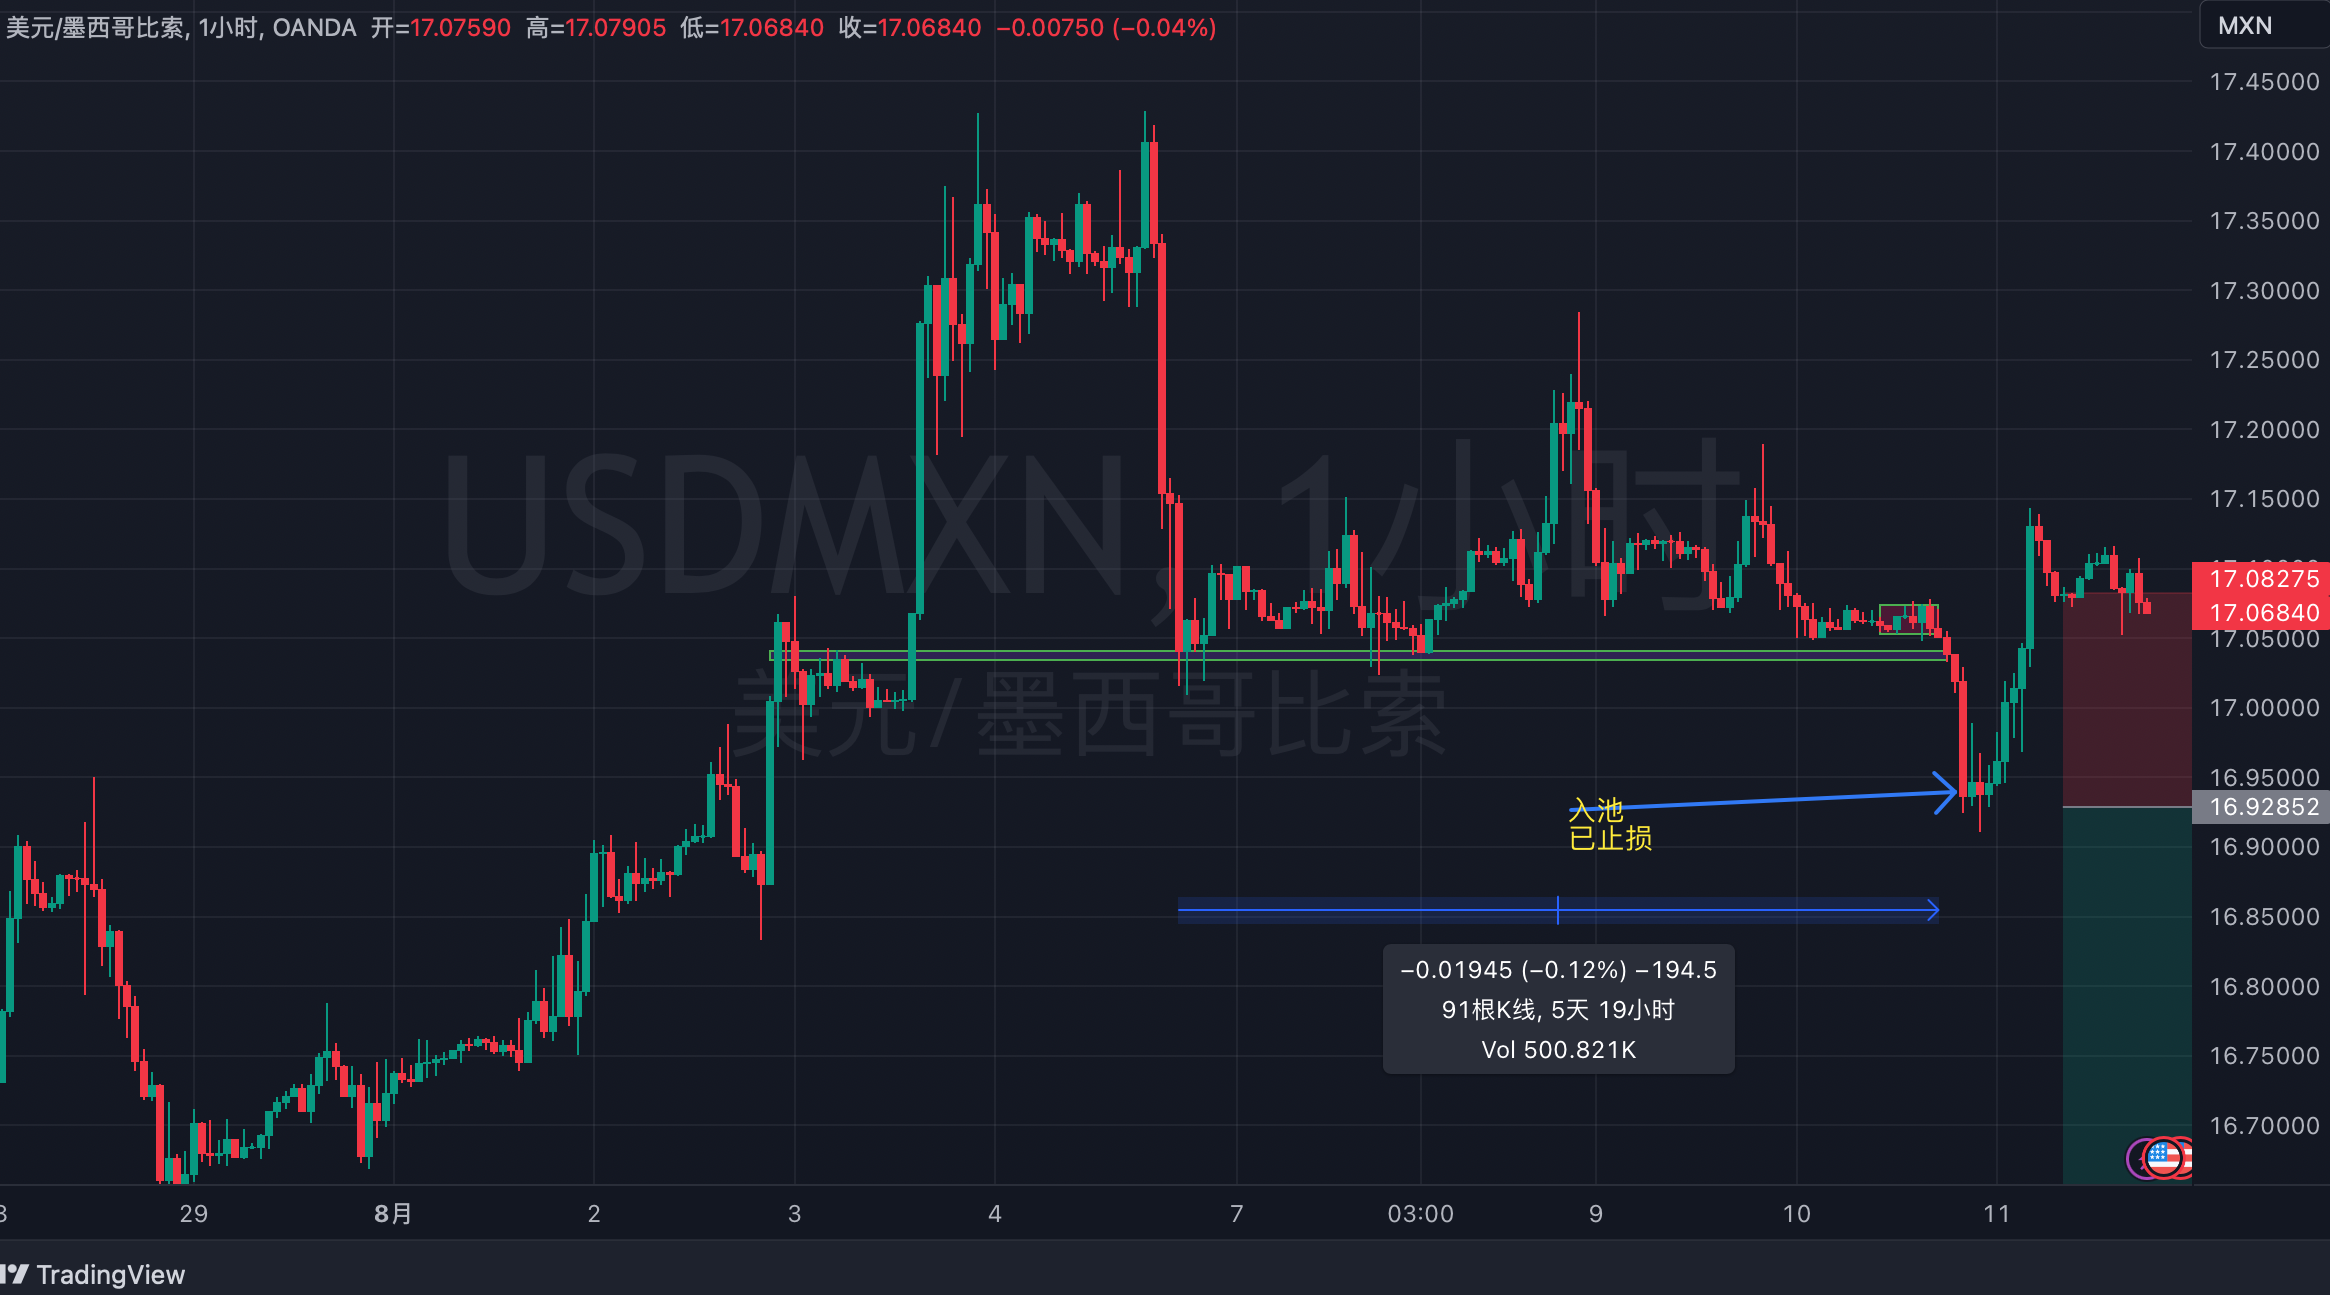 美元/墨西哥比索, 1小时, OANDA 开=17.07590 高=17.07905 低=17.06840 收=17.06840 −0.00750 (−0.04%)
MXN
17.45000
17.40000
17.35000
17.30000
17.25000
17.20000
17.15000
17.08275
17.06840
17.05000
17.00000
16.95000
16.92852
16.90000
16.85000
16.80000
16.75000
16.70000
USDMXN, 1小时
美元/墨西哥比索
入池
已止损
−0.01945 (−0.12%) −194.5
91根K线, 5天 19小时
Vol 500.821K
29 8月 2 3 4 7 03:00 9 10 11
TradingView